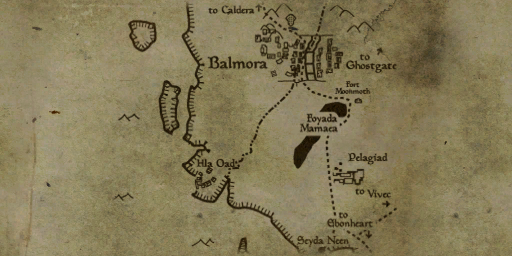 to Caldera
Balmora
to
Ghostgate
Fort
Moonmoth
Foyada
Mamaea
Hla Oad
Pelagiad
to Vivec
to
Ebonheart
Seyda Neen